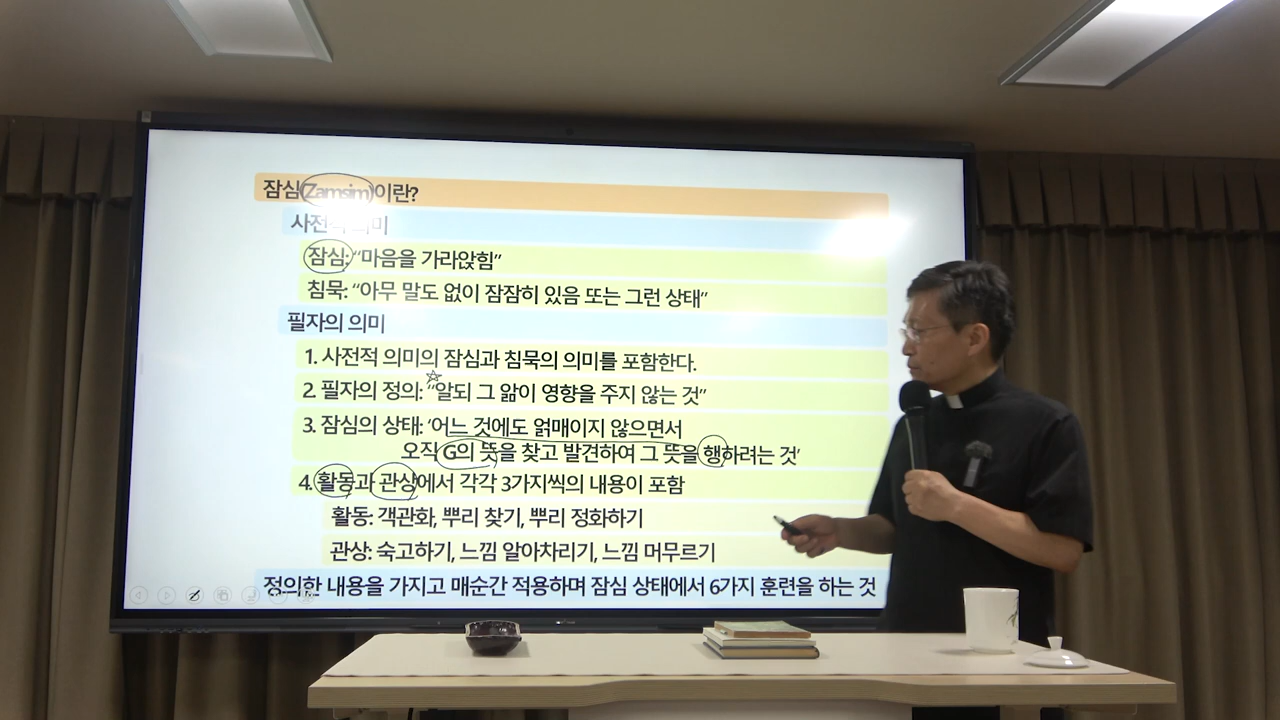 잠심(Zamsim)이란?
사전적 의미
잠심: “마음을 가라앉힘”
침묵: “아무 말도 없이 잠잠히 있음 또는 그런 상태”
필자의 의미
1. 사전적 의미의 잠심과 침묵의 의미를 포함한다.
2. 필자의 정의: “알되 그 앎이 영향을 주지 않는 것”
3. 잠심의 상태: ‘어느 것에도 얽매이지 않으면서
오직 G의 뜻을 찾고 발견하여 그 뜻을 행하려는 것’
4. 활동과 관상에서 각각 3가지씩의 내용이 포함
활동: 객관화, 뿌리 찾기, 뿌리 정화하기
관상: 숙고하기, 느낌 알아차리기, 느낌 머무르기
정의한 내용을 가지고 매순간 적용하며 잠심 상태에서 6가지 훈련을 하는 것